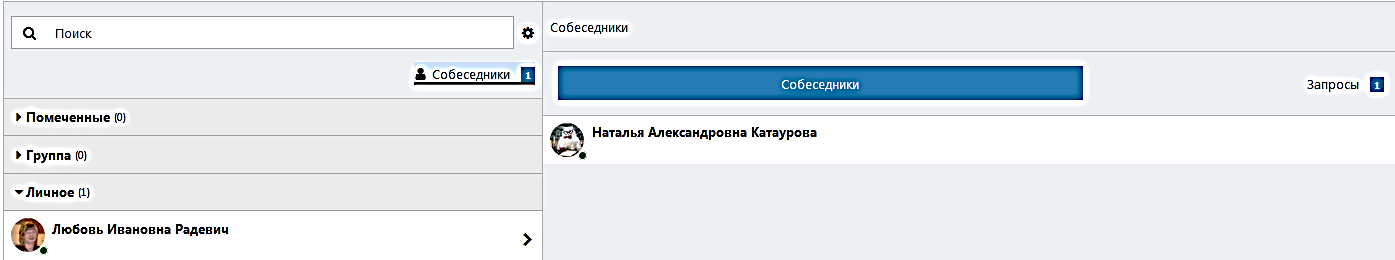 Поиск
Собеседники 1
Помеченные (0)
Группа (0)
Личное (1)
Любовь Ивановна Радевич
Собеседники
Собеседники
Запросы 1
Наталья Александровна Катаурова